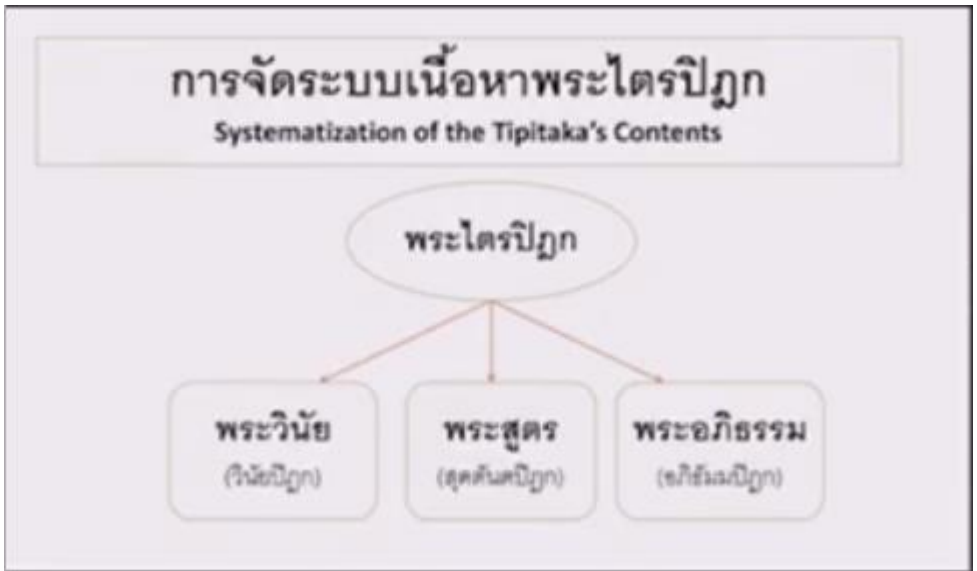 การจัดระบบเนื้อหาพระไตรปิฎก
Systematization of the Tipitaka's Contents
พระไตรปิฎก
พระวินัย
(วินัยปิฎก)
พระสูตร
(สุตตันตปิฎก)
พระอภิธรรม
(อภิธัมมปิฎก)